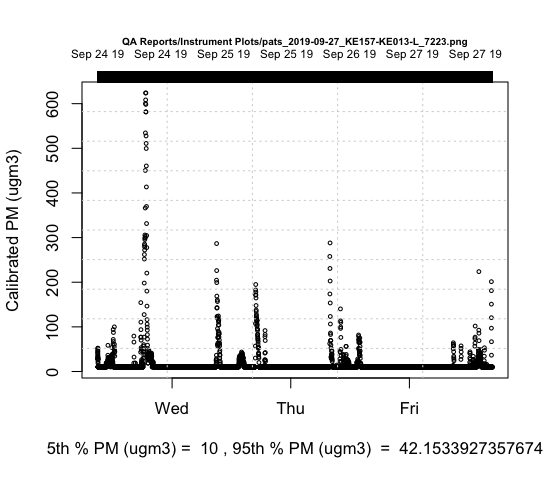 QA Reports/Instrument Plots/pats_2019-09-27_KE157-KE013-L_7223.png
Sep 24 19 Sep 24 19 Sep 25 19 Sep 25 19 Sep 26 19 Sep 27 19 Sep 27 19
Calibrated PM (ugm3)
600
500
400
300
200
100
0
Wed Thu Fri
5th % PM (ugm3) = 10 , 95th % PM (ugm3) = 42.1533927357674